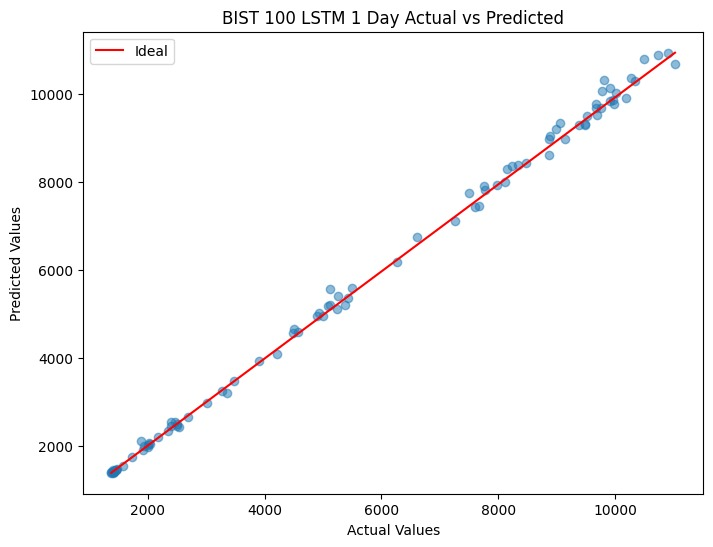 BIST 100 LSTM 1 Day Actual vs Predicted
Ideal
10000
8000
6000
4000
2000
Predicted Values
2000 4000 6000 8000 10000
Actual Values